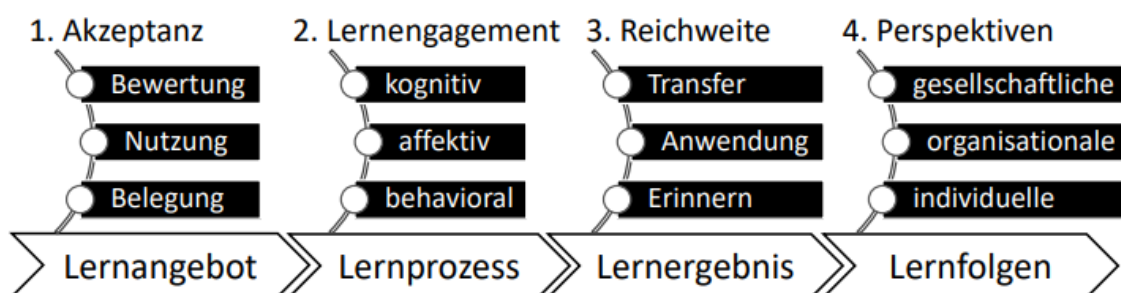 1. Akzeptanz
Bewertung
Nutzung
Belegung
Lernangebot
2. Lernengagement
kognitiv
affektiv
behavioral
Lernprozess
3. Reichweite
Transfer
Anwendung
Erinnern
Lernergebnis
4. Perspektiven
gesellschaftliche
organisationale
individuelle
Lernfolgen